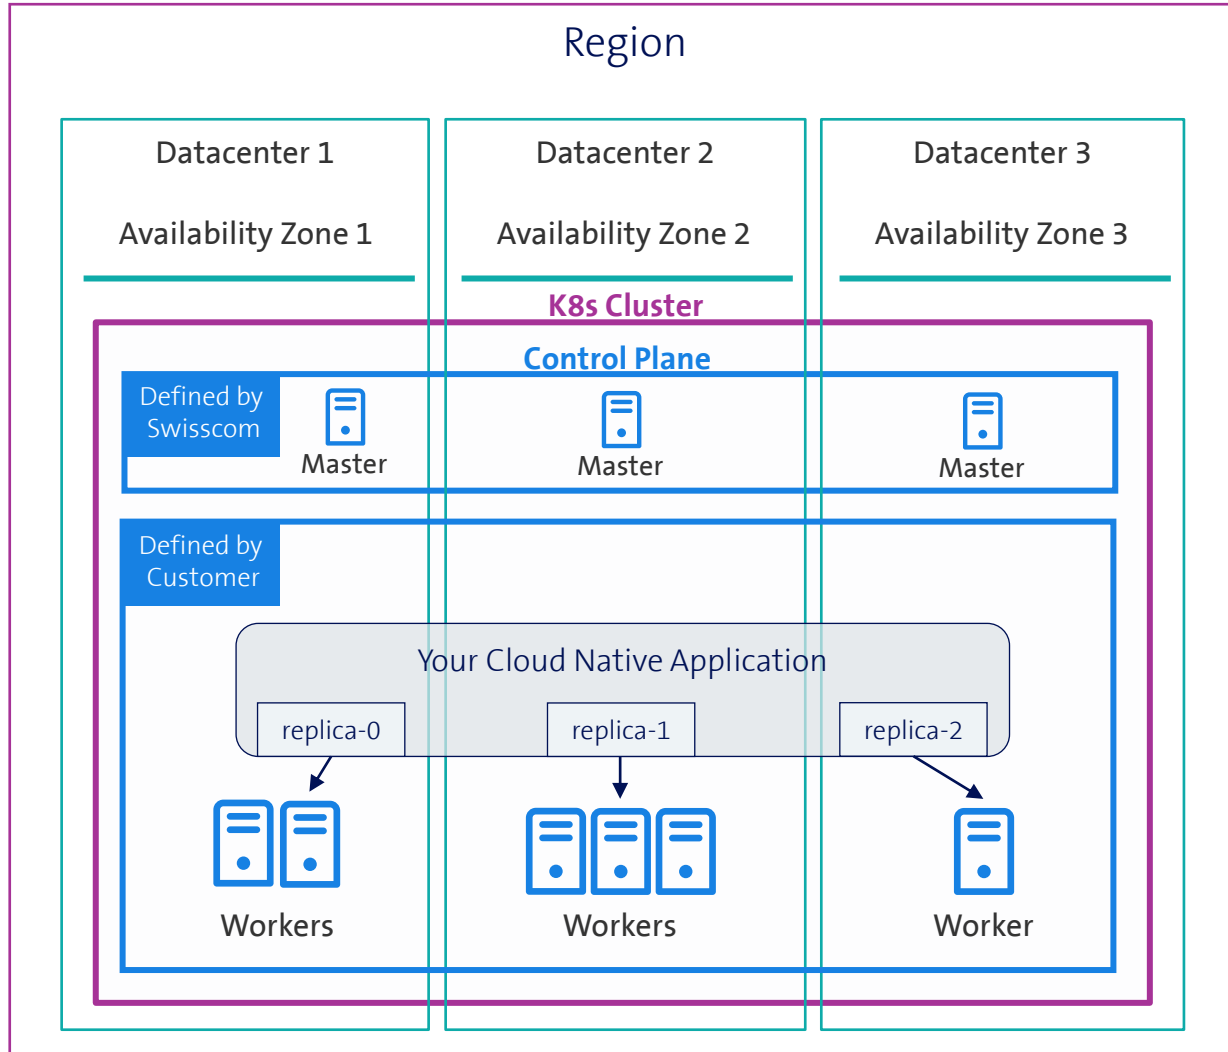 Region
Datacenter 1
Datacenter 2
Datacenter 3
Availability Zone 1
Availability Zone 2
Availability Zone 3
K8s Cluster
Control Plane
Defined by
Swisscom
Master
Master
Master
Defined by
Customer
Your Cloud Native Application
replica-0
replica-1
replica-2
Workers
Workers
Worker